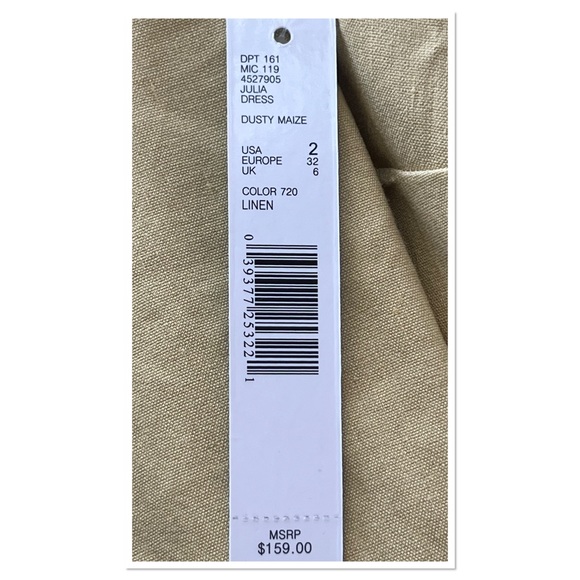 DPT 161
MIC 119
4527905
JULIA
DRESS
DUSTY MAIZE
USA 2
EUROPE 32
UK 6
COLOR 720
LINEN
0 39377 25322 1
MSRP
$159.00